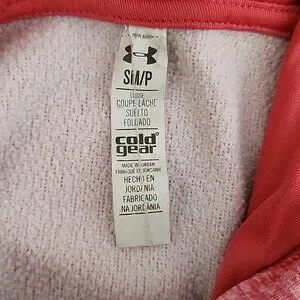 SM/P
LOOSE
COUPE LACHE
SUELTO
FOLGADO
cold
gear
MADE IN JORDAN
FABRIQUÉ EN JORDANIE
HECHO EN
JORDANIA
FABRICADO
NA JORDÂNIA